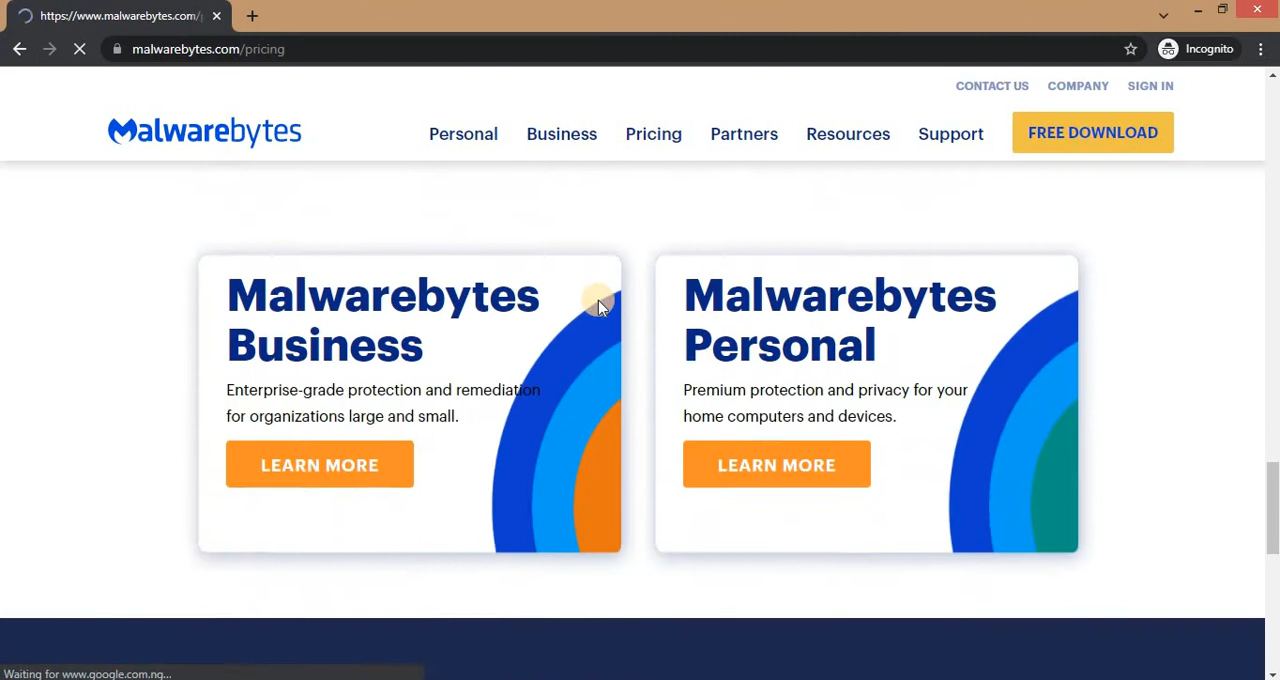 https://www.malwarebytes.com/
malwarebytes.com/pricing
Incognito
CONTACT US COMPANY SIGN IN
Malwarebytes
Personal Business Pricing Partners Resources Support FREE DOWNLOAD
Malwarebytes
Business
Enterprise-grade protection and remediation
for organizations large and small.
LEARN MORE
Malwarebytes
Personal
Premium protection and privacy for your
home computers and devices.
LEARN MORE
Waiting for www.google.com.ng...